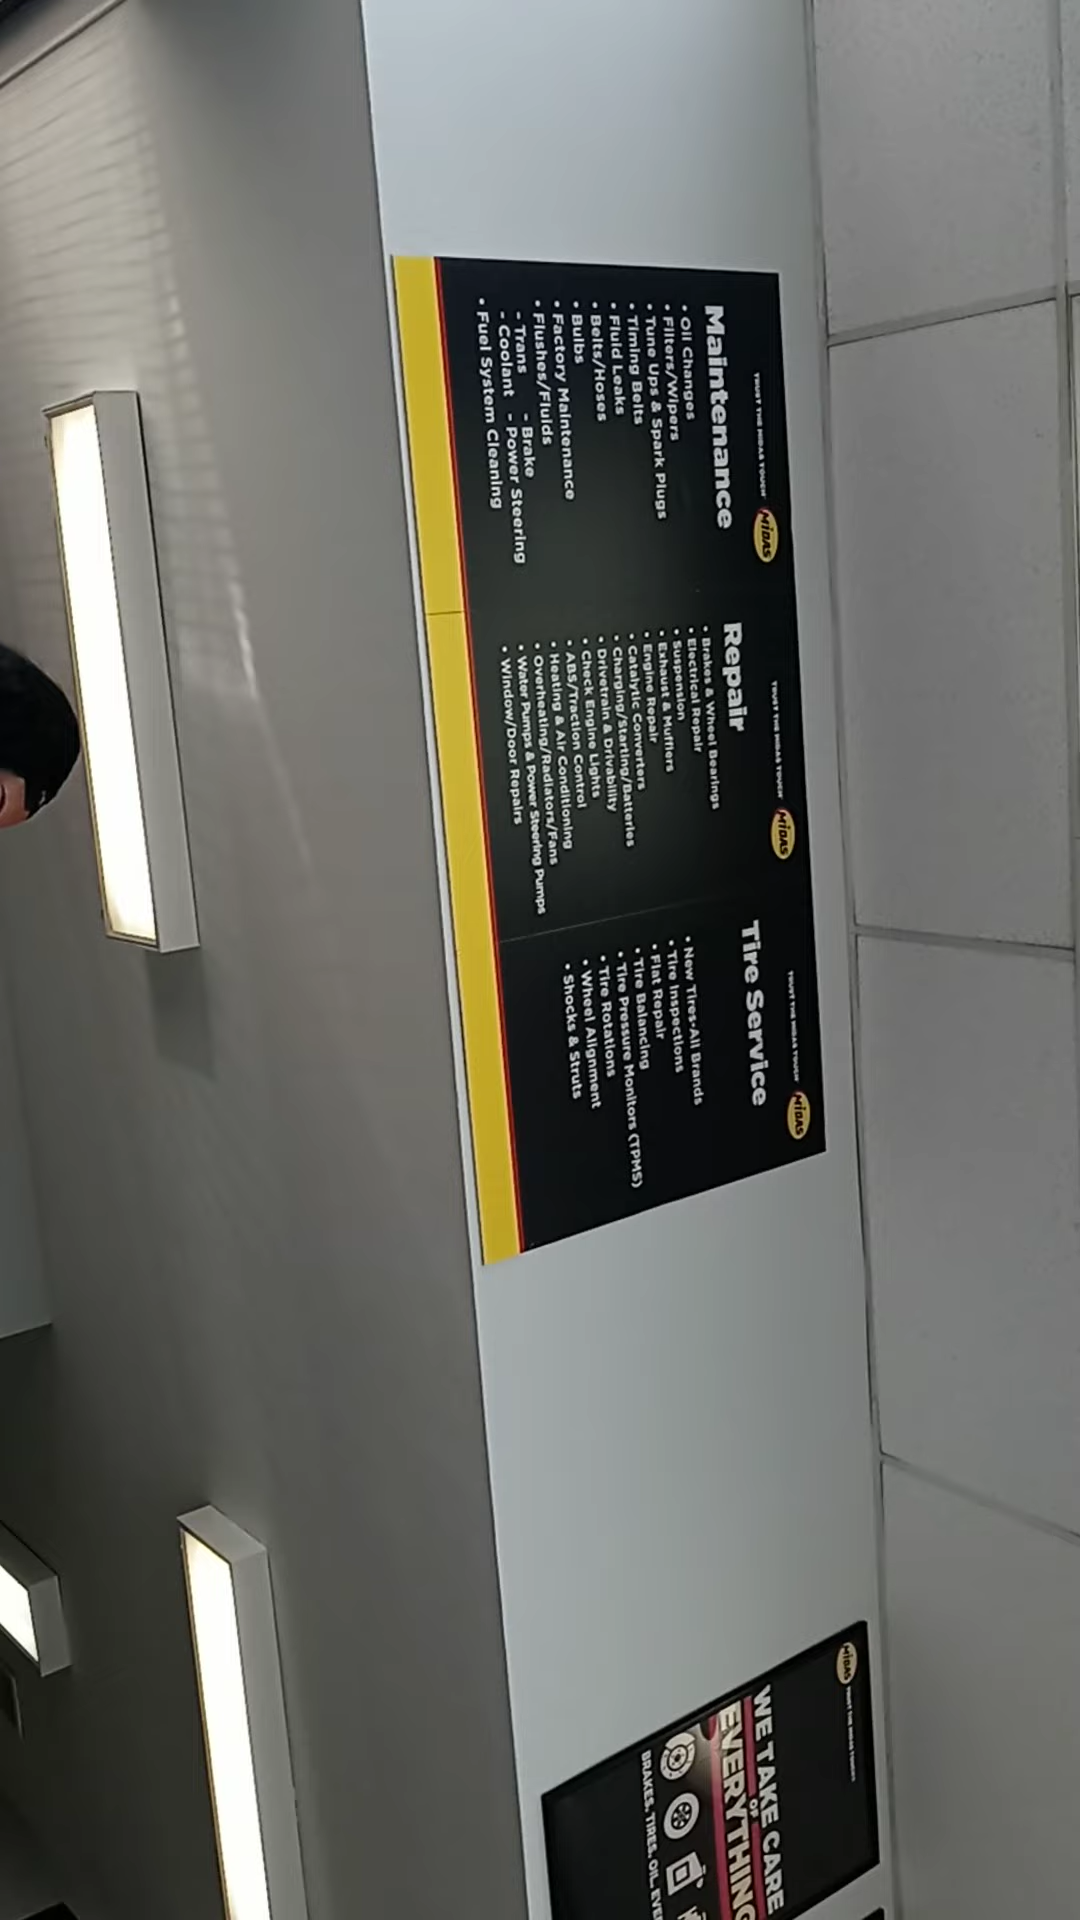 TRUST THE MIDAS TOUCH MiDAS
Maintenance
• Oil Changes
• Filters/Wipers
• Tune Ups & Spark Plugs
• Timing Belts
• Fluid Leaks
• Belts/Hoses
• Bulbs
• Factory Maintenance
• Flushes/Fluids
- Trans - Brake
- Coolant - Power Steering
• Fuel System Cleaning
TRUST THE MIDAS TOUCH MiDAS
Repair
• Brakes & Wheel Bearings
• Electrical Repair
• Suspension
• Exhaust & Mufflers
• Engine Repair
• Catalytic Converters
• Charging/Starting/Batteries
• Drivetrain & Drivability
• Check Engine Lights
• ABS/Traction Control
• Heating & Air Conditioning
• Overheating/Radiators/Fans
• Water Pumps & Power Steering Pumps
• Window/Door Repairs
TRUST THE MIDAS TOUCH MiDAS
Tire Service
• New Tires-All Brands
• Tire Inspections
• Flat Repair
• Tire Balancing
• Tire Pressure Monitors (TPMS)
• Tire Rotations
• Wheel Alignment
• Shocks & Struts
MiDAS TRUST THE MIDAS TOUCH
WE TAKE CARE
OF
EVERYTHING
BRAKES. TIRES. OIL.